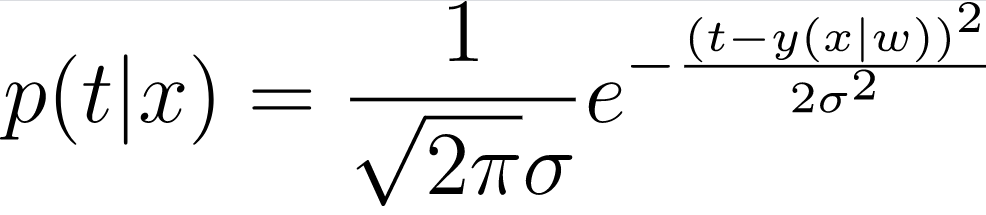 p(t|x) = \frac{1}{\sqrt{2\pi}\sigma} e^{-\frac{(t-y(x|w))^2}{2\sigma^2}}